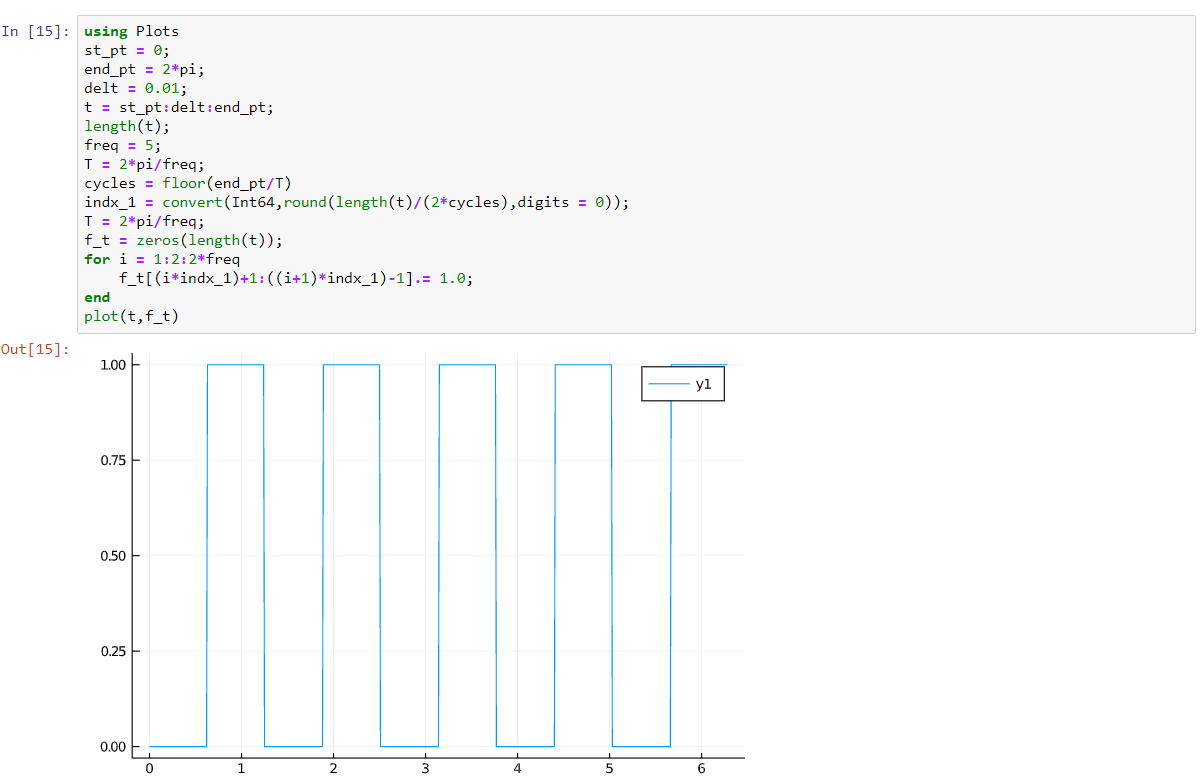 In [15]:
using Plots
st_pt = 0;
end_pt = 2*pi;
delt = 0.01;
t = st_pt:delt:end_pt;
length(t);
freq = 5;
T = 2*pi/freq;
cycles = floor(end_pt/T)
indx_1 = convert(Int64,round(length(t)/(2*cycles),digits = 0));
T = 2*pi/freq;
f_t = zeros(length(t));
for i = 1:2:2*freq
    f_t[(i*indx_1)+1:((i+1)*indx_1)-1].= 1.0;
end
plot(t,f_t)
Out[15]:
1.00
y1
0.75
0.50
0.25
0.00
0 1 2 3 4 5 6